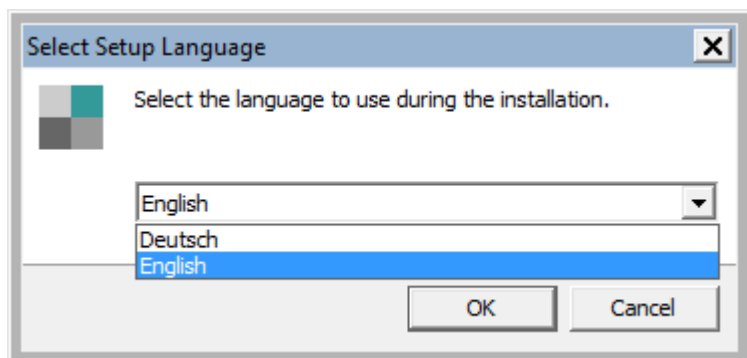 Select Setup Language
Select the language to use during the installation.
English
Deutsch
English
OK
Cancel